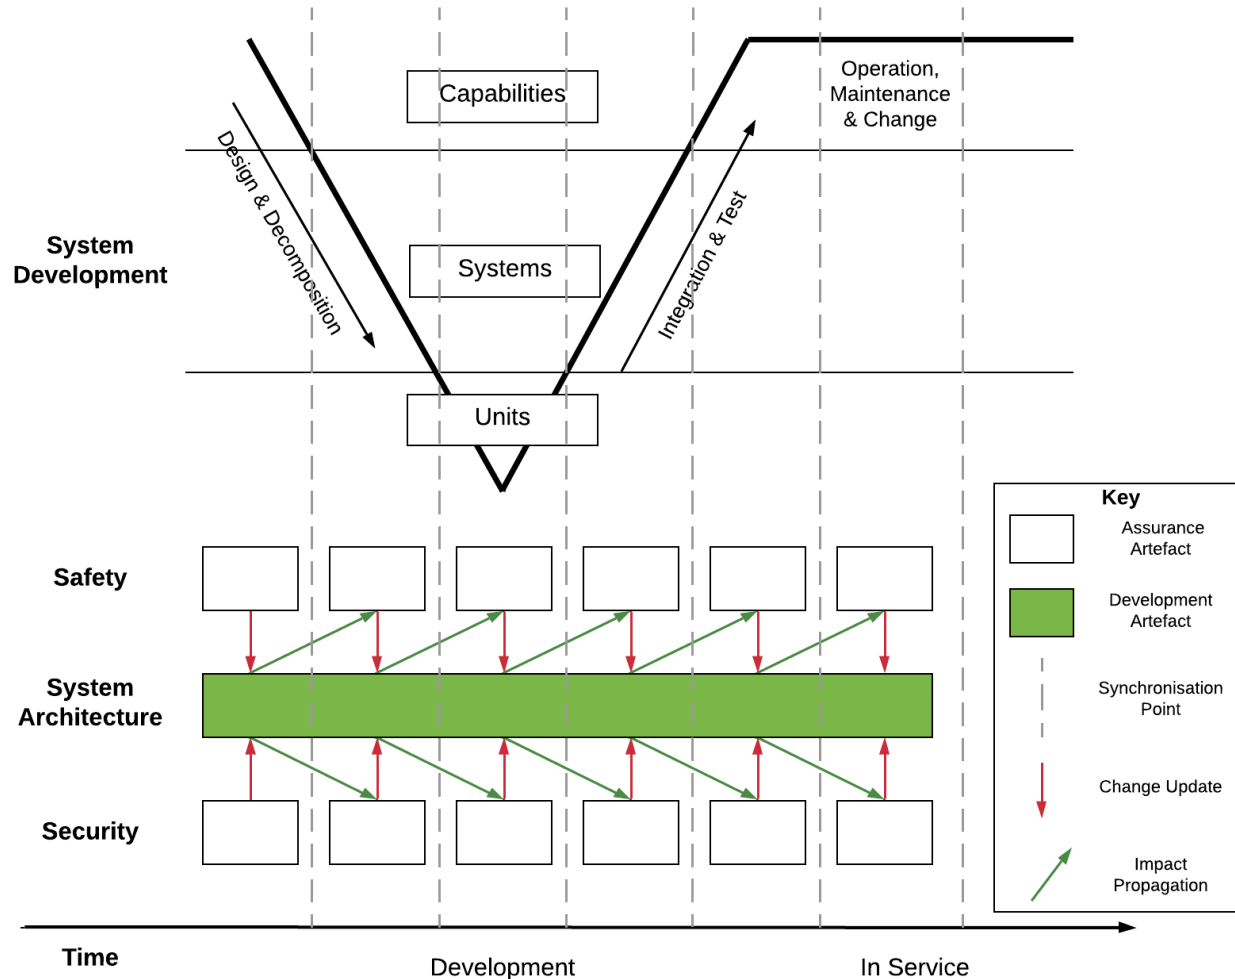 Capabilities
Operation,
Maintenance
& Change
Design & Decomposition
System
Development
Systems
Integration & Test
Units
Key
Assurance
Artefact
Development
Artefact
Synchronisation
Point
Change Update
Impact
Propagation
Safety
System
Architecture
Security
Time
Development
In Service